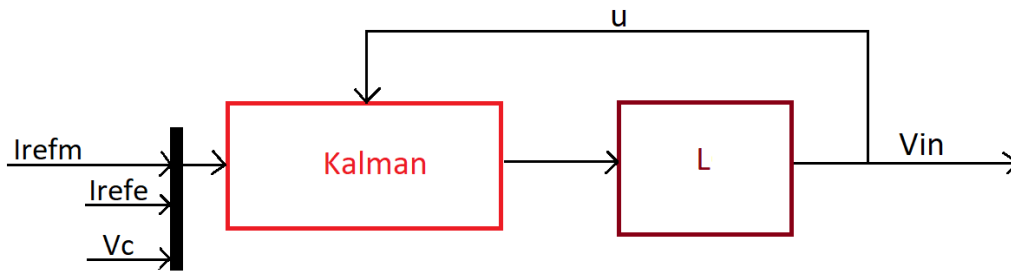 u
Irefm
Kalman
L
Vin
Irefe
Vc